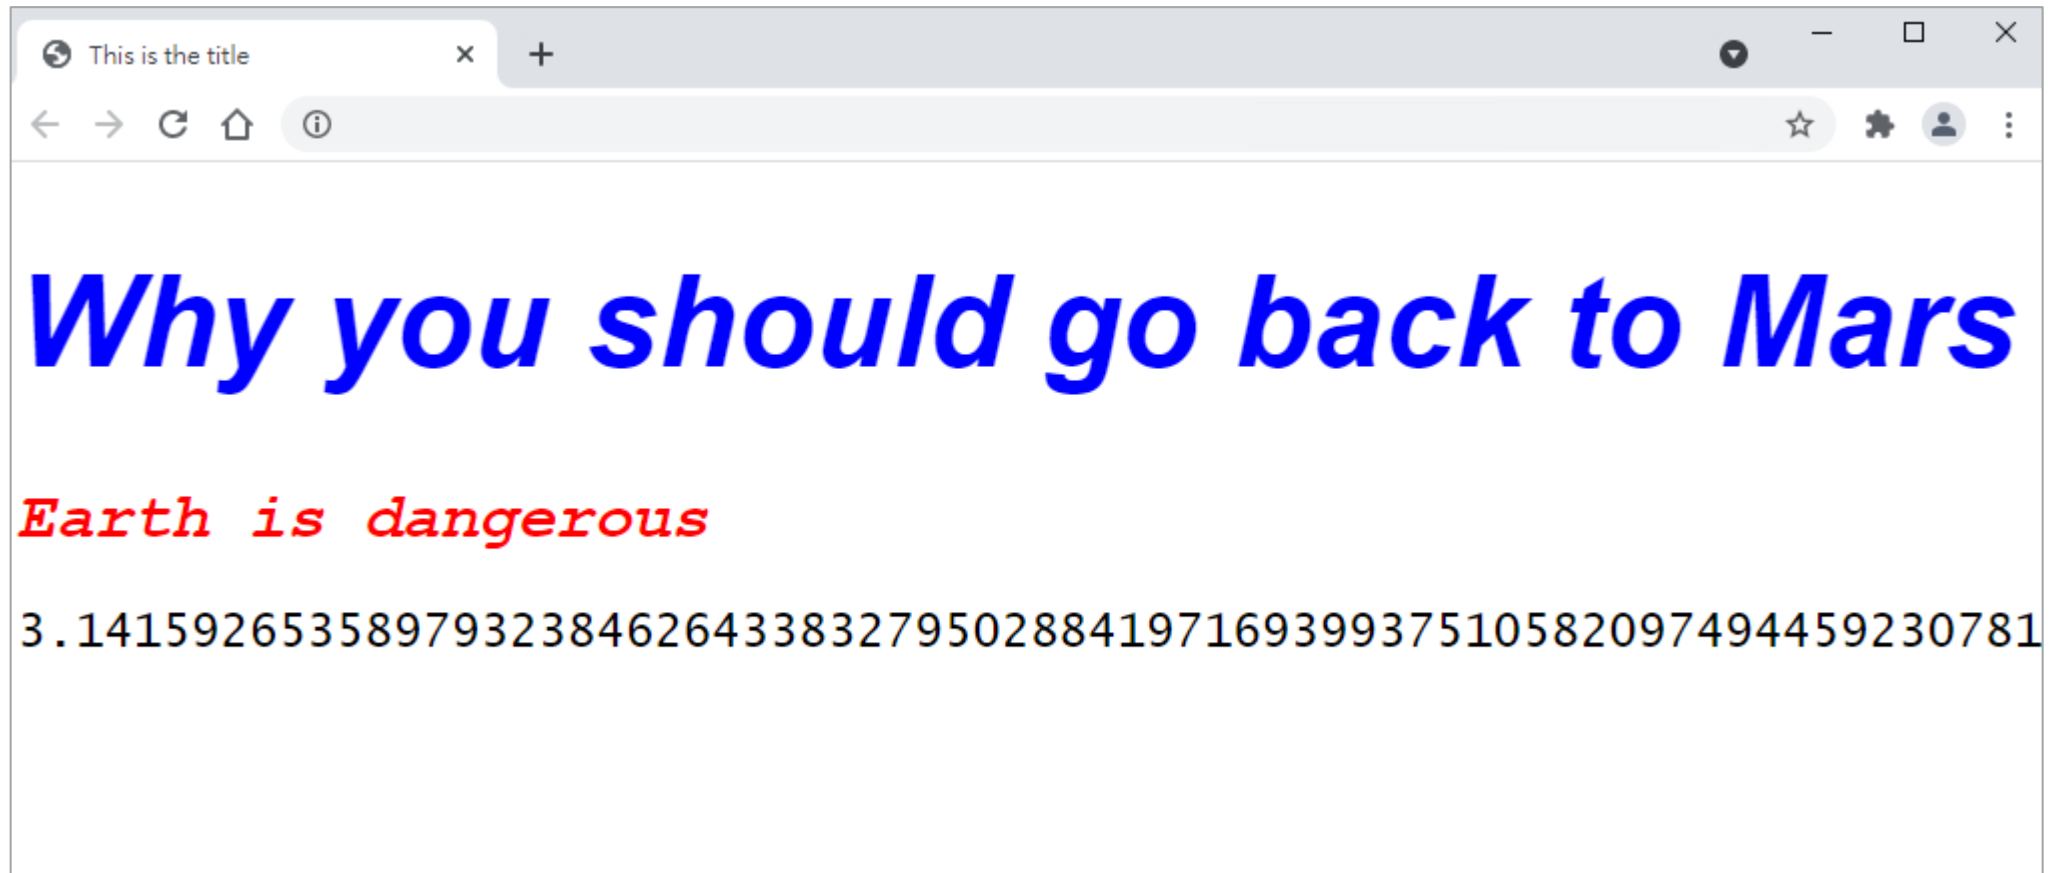 This is the title
Why you should go back to Mars
Earth is dangerous
3.14159265358979323846264338327950288419716939937510582097494459230781